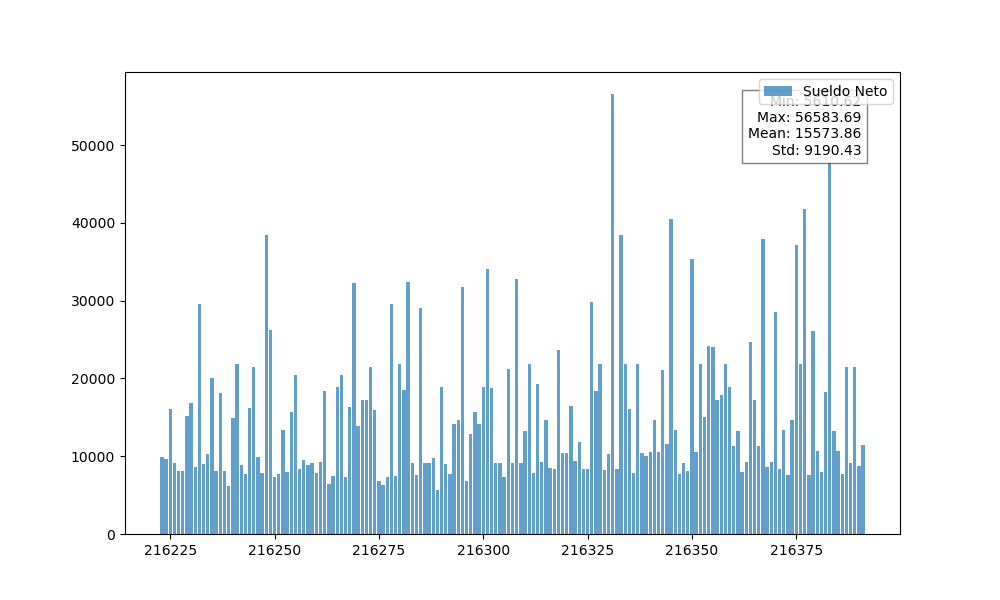 Sueldo Neto
Min: 5610.62
Max: 56583.69
Mean: 15573.86
Std: 9190.43
50000
40000
30000
20000
10000
0
216225 216250 216275 216300 216325 216350 216375